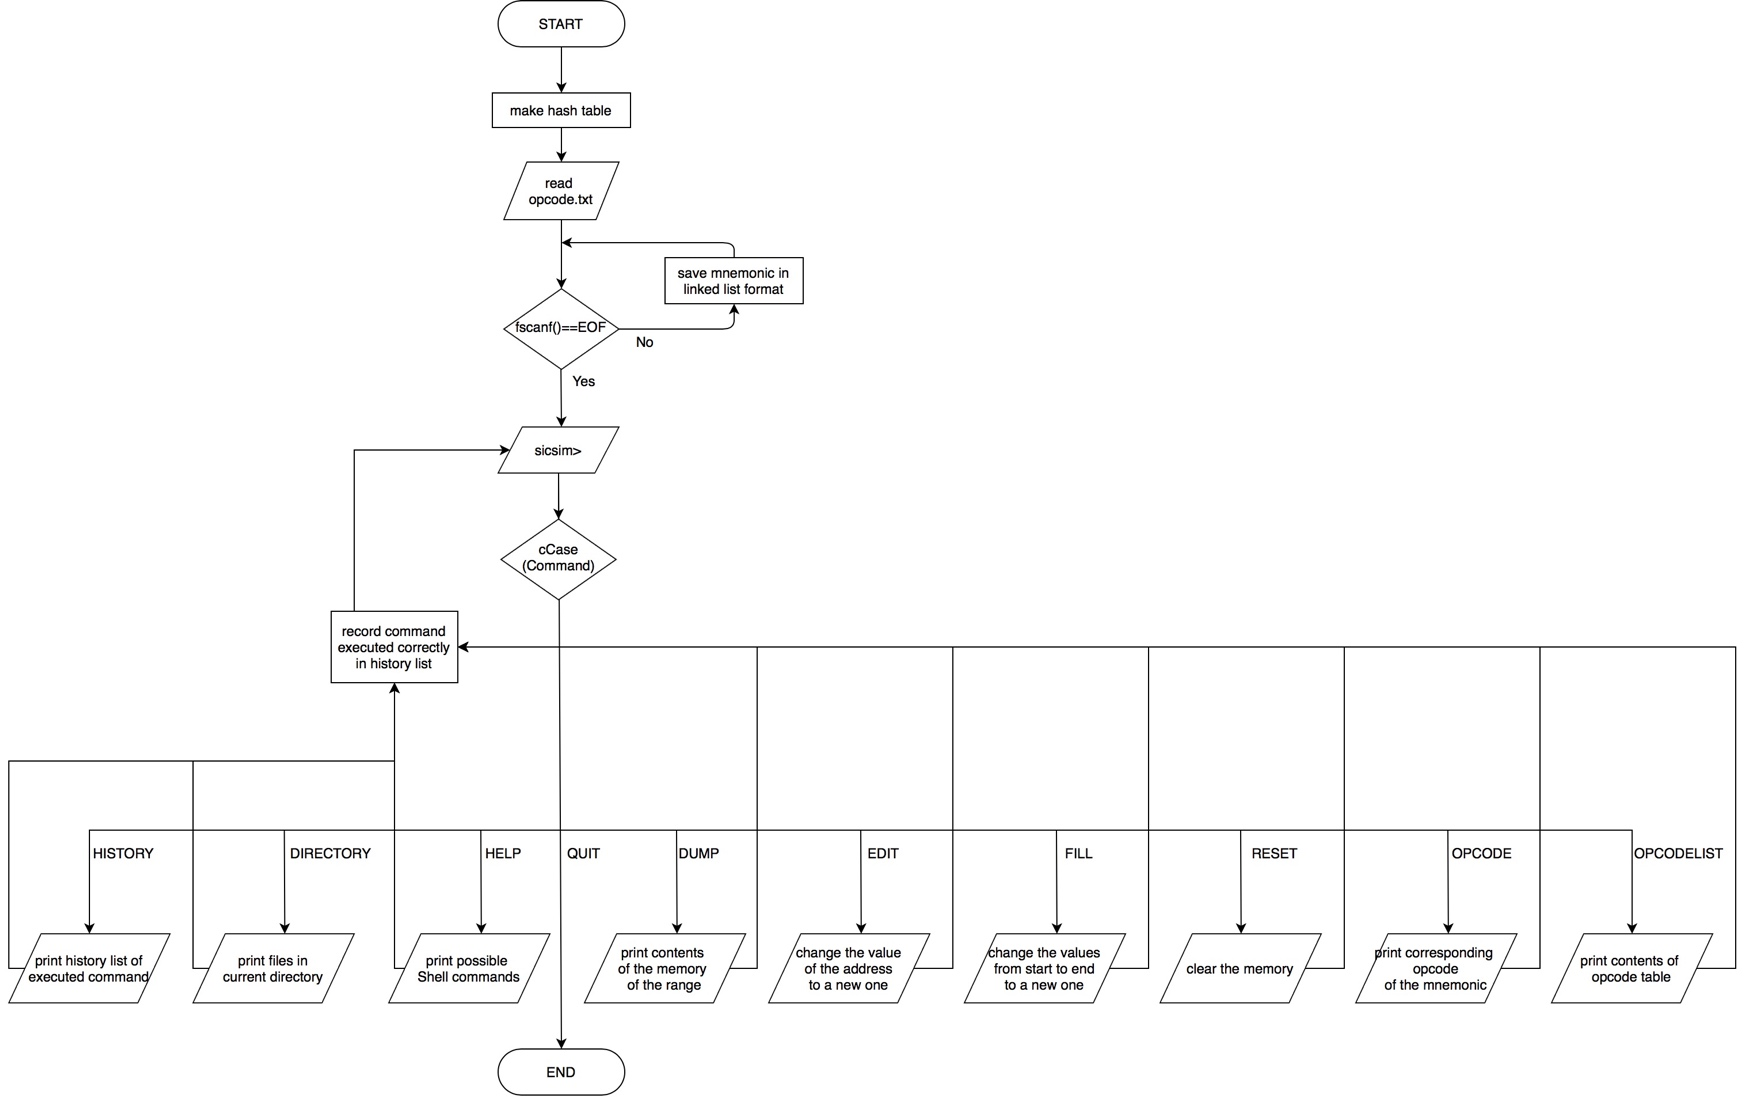 START
make hash table
read
opcode.txt
save mnemonic in
linked list format
fscanf()==EOF
No
Yes
sicsim>
cCase
(Command)
record command
executed correctly
in history list
HISTORY
DIRECTORY
HELP
QUIT
DUMP
EDIT
FILL
RESET
OPCODE
OPCODELIST
print history list of
executed command
print files in
current directory
print possible
Shell commands
print contents
of the memory
of the range
change the value
of the address
to a new one
change the values
from start to end
to a new one
clear the memory
print corresponding
opcode
of the mnemonic
print contents of
opcode table
END